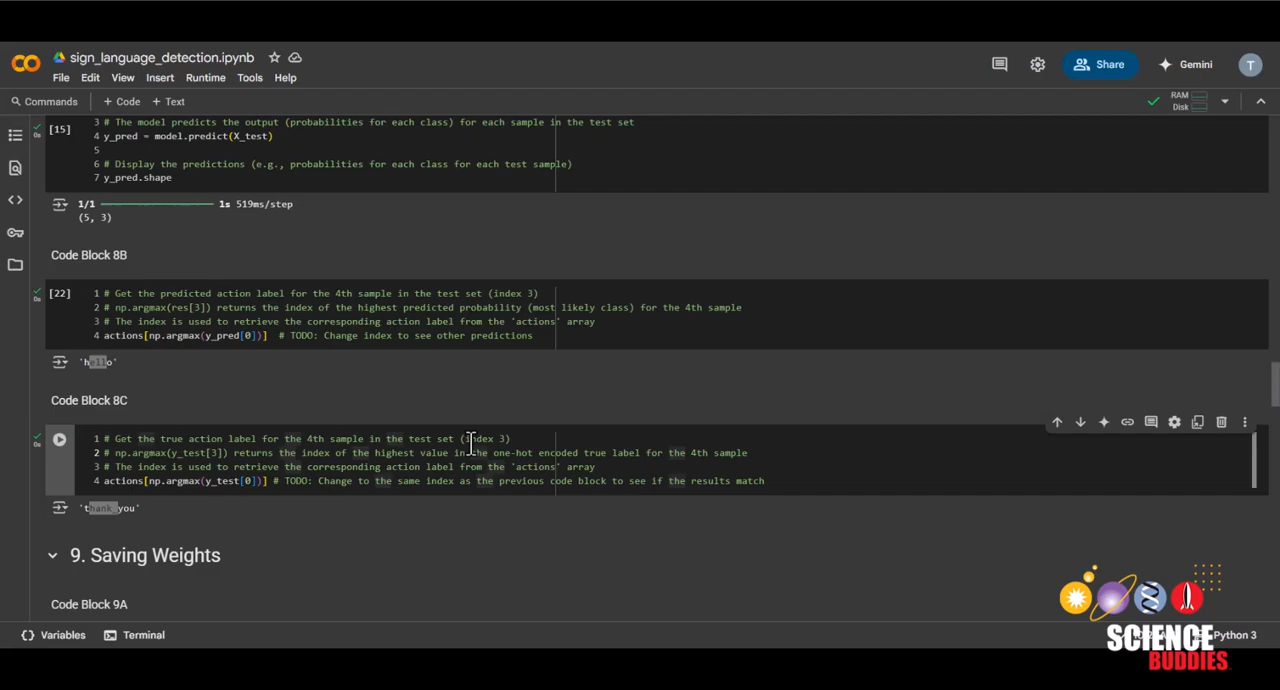 sign_language_detection.ipynb
File Edit View Insert Runtime Tools Help
Share
Gemini
T
Commands + Code + Text
RAM
Disk
[15]
3 # The model predicts the output (probabilities for each class) for each sample in the test set
4 y_pred = model.predict(X_test)
5
6 # Display the predictions (e.g., probabilities for each class for each test sample)
7 y_pred.shape
1/1 1s 519ms/step
(5, 3)
Code Block 8B
[22]
1 # Get the predicted action label for the 4th sample in the test set (index 3)
2 # np.argmax(res[3]) returns the index of the highest predicted probability (most likely class) for the 4th sample
3 # The index is used to retrieve the corresponding action label from the 'actions' array
4 actions[np.argmax(y_pred[0])] # TODO: Change index to see other predictions
'hello'
Code Block 8C
1 # Get the true action label for the 4th sample in the test set (index 3)
2 # np.argmax(y_test[3]) returns the index of the highest value in the one-hot encoded true label for the 4th sample
3 # The index is used to retrieve the corresponding action label from the 'actions' array
4 actions[np.argmax(y_test[0])] # TODO: Change to the same index as the previous code block to see if the results match
'thank_you'
9. Saving Weights
Code Block 9A
Variables Terminal
Python 3
SCIENCE
BUDDIES